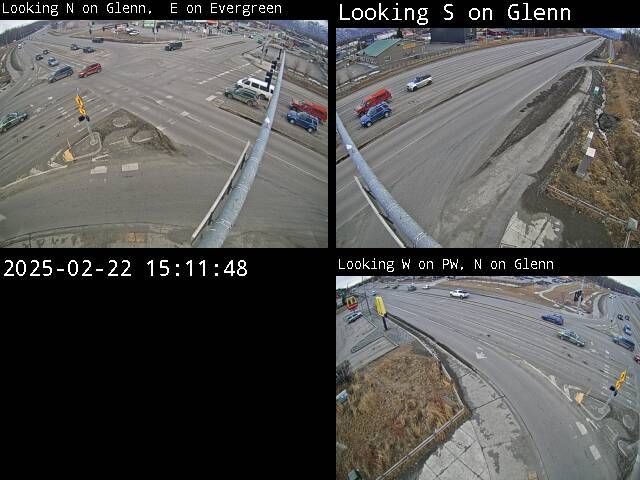 Looking N on Glenn,  E on Evergreen
Looking S on Glenn
2025-02-22 15:11:48
Looking W on PW, N on Glenn